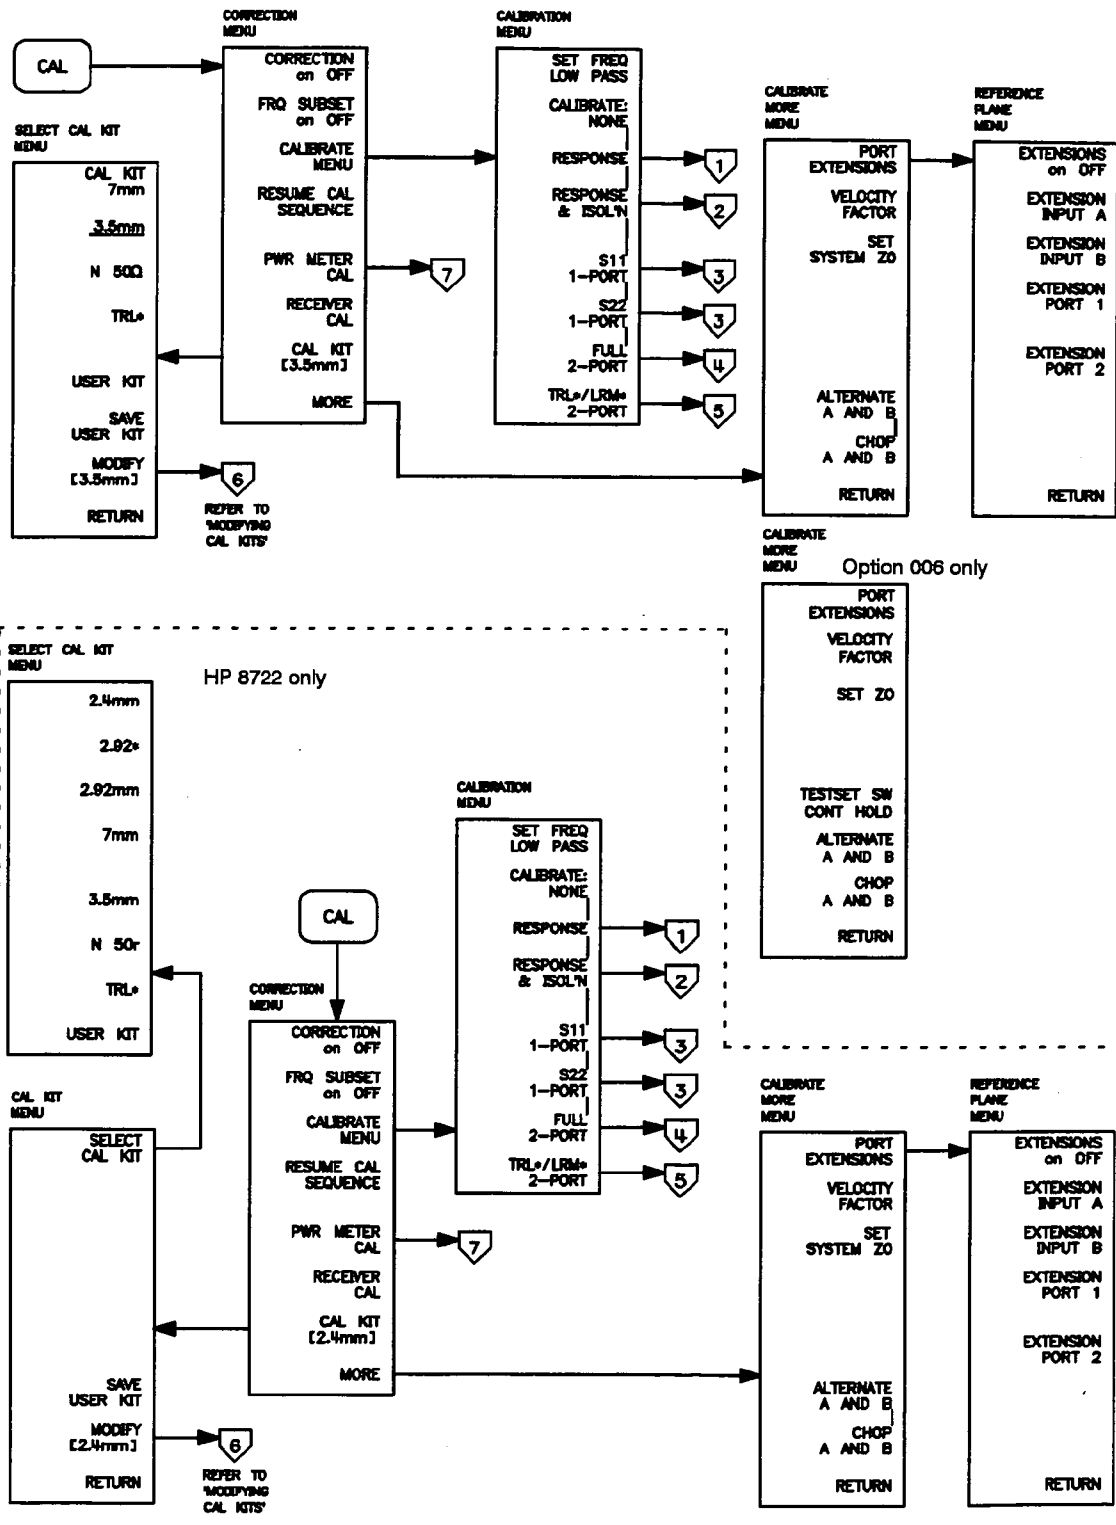 CAL
CORRECTION
MENU
CORRECTION
on OFF
FRQ SUBSET
on OFF
CALIBRATE
MENU
RESUME CAL
SEQUENCE
PWR METER
CAL
RECEIVER
CAL
CAL KIT
[3.5mm]
MORE
7
SELECT CAL KIT
MENU
CAL KIT
7mm
3.5mm
N 50Ω
TRL*
USER KIT
SAVE
USER KIT
MODIFY
[3.5mm]
RETURN
6
REFER TO
'MODIFYING
CAL KITS'
CALIBRATION
MENU
SET FREQ
LOW PASS
CALIBRATE:
NONE
RESPONSE
RESPONSE
& ISOL'N
S11
1-PORT
S22
1-PORT
FULL
2-PORT
TRL*/LRM*
2-PORT
1
2
3
3
4
5
CALIBRATE
MORE
MENU
PORT
EXTENSIONS
VELOCITY
FACTOR
SET
SYSTEM Z0
ALTERNATE
A AND B
CHOP
A AND B
RETURN
REFERENCE
PLANE
MENU
EXTENSIONS
on OFF
EXTENSION
INPUT A
EXTENSION
INPUT B
EXTENSION
PORT 1
EXTENSION
PORT 2
RETURN
CALIBRATE
MORE
MENU
Option 006 only
PORT
EXTENSIONS
VELOCITY
FACTOR
SET Z0
TESTSET SW
CONT HOLD
ALTERNATE
A AND B
CHOP
A AND B
RETURN
SELECT CAL KIT
MENU
HP 8722 only
2.4mm
2.92*
2.92mm
7mm
3.5mm
N 50r
TRL*
USER KIT
CAL KIT
MENU
SELECT
CAL KIT
SAVE
USER KIT
MODIFY
[2.4mm]
RETURN
6
REFER TO
'MODIFYING
CAL KITS'
CAL
CORRECTION
MENU
CORRECTION
on OFF
FRQ SUBSET
on OFF
CALIBRATE
MENU
RESUME CAL
SEQUENCE
PWR METER
CAL
RECEIVER
CAL
CAL KIT
[2.4mm]
MORE
7
CALIBRATION
MENU
SET FREQ
LOW PASS
CALIBRATE:
NONE
RESPONSE
RESPONSE
& ISOL'N
S11
1-PORT
S22
1-PORT
FULL
2-PORT
TRL*/LRM*
2-PORT
1
2
3
3
4
5
CALIBRATE
MORE
MENU
PORT
EXTENSIONS
VELOCITY
FACTOR
SET
SYSTEM Z0
ALTERNATE
A AND B
CHOP
A AND B
RETURN
REFERENCE
PLANE
MENU
EXTENSIONS
on OFF
EXTENSION
INPUT A
EXTENSION
INPUT B
EXTENSION
PORT 1
EXTENSION
PORT 2
RETURN